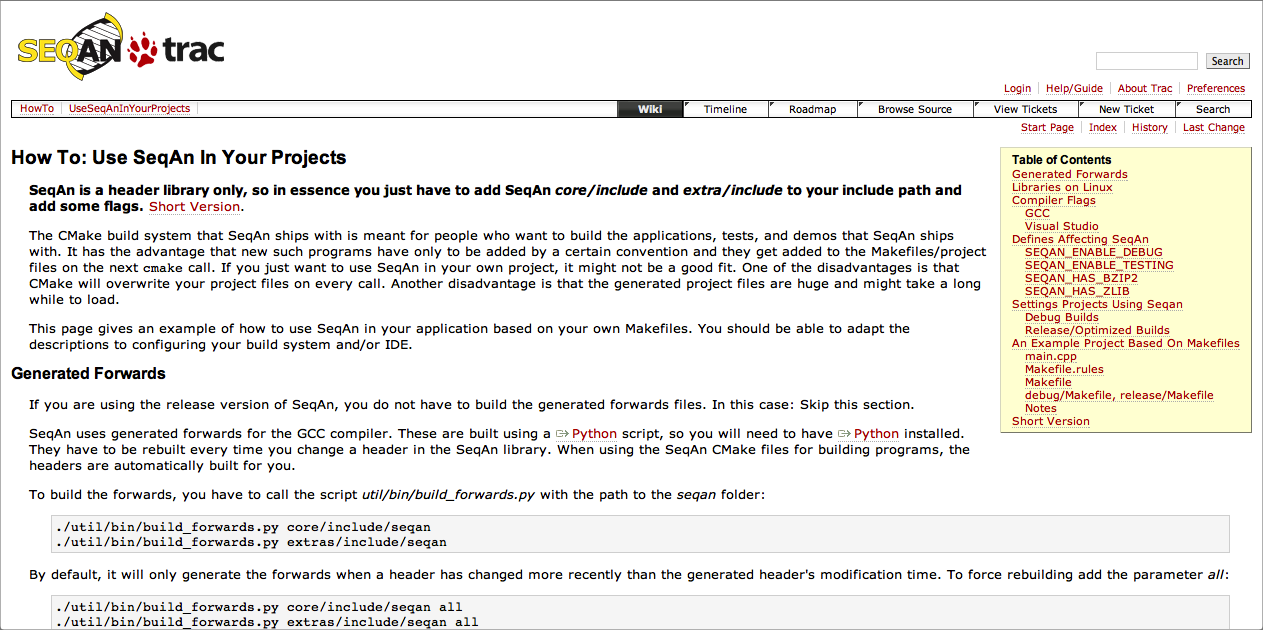 SEQAN trac
Search
Login Help/Guide About Trac Preferences
HowTo UseSeqAnInYourProjects Wiki Timeline Roadmap Browse Source View Tickets New Ticket Search
Start Page Index History Last Change
How To: Use SeqAn In Your Projects
SeqAn is a header library only, so in essence you just have to add SeqAn core/include and extra/include to your include path and
add some flags. Short Version.
The CMake build system that SeqAn ships with is meant for people who want to build the applications, tests, and demos that SeqAn ships
with. It has the advantage that new such programs have only to be added by a certain convention and they get added to the Makefiles/project
files on the next cmake call. If you just want to use SeqAn in your own project, it might not be a good fit. One of the disadvantages is that
CMake will overwrite your project files on every call. Another disadvantage is that the generated project files are huge and might take a long
while to load.
This page gives an example of how to use SeqAn in your application based on your own Makefiles. You should be able to adapt the
descriptions to configuring your build system and/or IDE.
Table of Contents
Generated Forwards
Libraries on Linux
Compiler Flags
GCC
Visual Studio
Defines Affecting SeqAn
SEQAN_ENABLE_DEBUG
SEQAN_ENABLE_TESTING
SEQAN_HAS_BZIP2
SEQAN_HAS_ZLIB
Settings Projects Using Seqan
Debug Builds
Release/Optimized Builds
An Example Project Based On Makefiles
main.cpp
Makefile.rules
Makefile
debug/Makefile, release/Makefile
Notes
Short Version
Generated Forwards
If you are using the release version of SeqAn, you do not have to build the generated forwards files. In this case: Skip this section.
SeqAn uses generated forwards for the GCC compiler. These are built using a Python script, so you will need to have Python installed.
They have to be rebuilt every time you change a header in the SeqAn library. When using the SeqAn CMake files for building programs, the
headers are automatically built for you.
To build the forwards, you have to call the script util/bin/build_forwards.py with the path to the seqan folder:
./util/bin/build_forwards.py core/include/seqan
./util/bin/build_forwards.py extras/include/seqan
By default, it will only generate the forwards when a header has changed more recently than the generated header's modification time. To force rebuilding add the parameter all:
./util/bin/build_forwards.py core/include/seqan all
./util/bin/build_forwards.py extras/include/seqan all